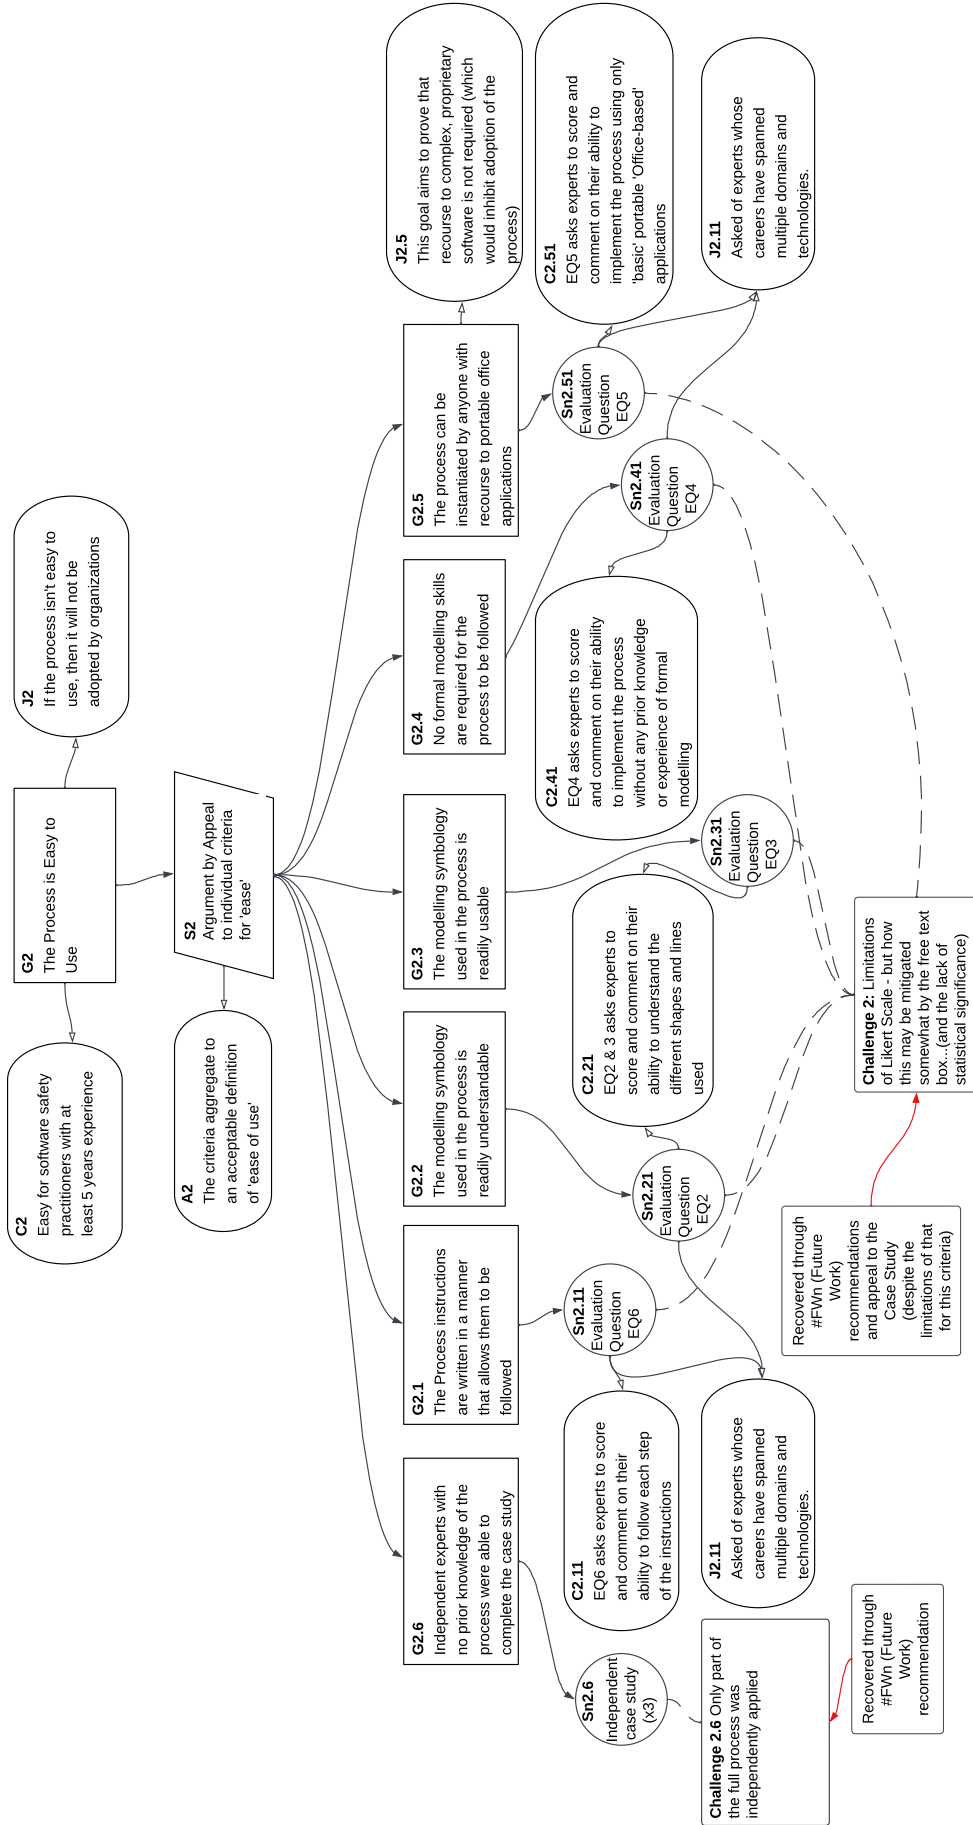 C2
Easy for software safety
practitioners with at
least 5 years experience
G2
The Process is Easy to
Use
J2
If the process isn't easy to
use, then it will not be
adopted by organizations
A2
The criteria aggregate to
an acceptable definition
of 'ease of use'
S2
Argument by Appeal
to individual criteria
for 'ease'
G2.6
Independent experts with
no prior knowledge of the
process were able to
complete the case study
G2.1
The Process instructions
are written in a manner
that allows them to be
followed
G2.2
The modelling symbology
used in the process is
readily understandable
G2.3
The modelling symbology
used in the process is
readily usable
G2.4
No formal modelling skills
are required for the
process to be followed
G2.5
The process can be
instantiated by anyone with
recourse to portable office
applications
J2.5
This goal aims to prove that
recourse to complex, proprietary
software is not required (which
would inhibit adoption of the
process)
Sn2.6
Independent
case study
(x3)
C2.11
EQ6 asks experts to score
and comment on their
ability to follow each step
of the instructions
Sn2.11
Evaluation
Question
EQ6
Sn2.21
Evaluation
Question
EQ2
C2.21
EQ2 & 3 asks experts to
score and comment on their
ability to understand the
different shapes and lines
used
Sn2.31
Evaluation
Question
EQ3
C2.41
EQ4 asks experts to score
and comment on their ability
to implement the process
without any prior knowledge
or experience of formal
modelling
Sn2.41
Evaluation
Question
EQ4
Sn2.51
Evaluation
Question
EQ5
C2.51
EQ5 asks experts to score and
comment on their ability to
implement the process using only
'basic' portable 'Office-based'
applications
J2.11
Asked of experts whose
careers have spanned
multiple domains and
technologies.
J2.11
Asked of experts whose
careers have spanned
multiple domains and
technologies.
Challenge 2.6 Only part of
the full process was
independently applied
Recovered through
#FWn (Future
Work)
recommendation
Recovered through
#FWn (Future
Work)
recommendations
and appeal to the
Case Study
(despite the
limitations of that
for this criteria)
Challenge 2: Limitations
of Likert Scale - but how
this may be mitigated
somewhat by the free text
box...(and the lack of
statistical significance)